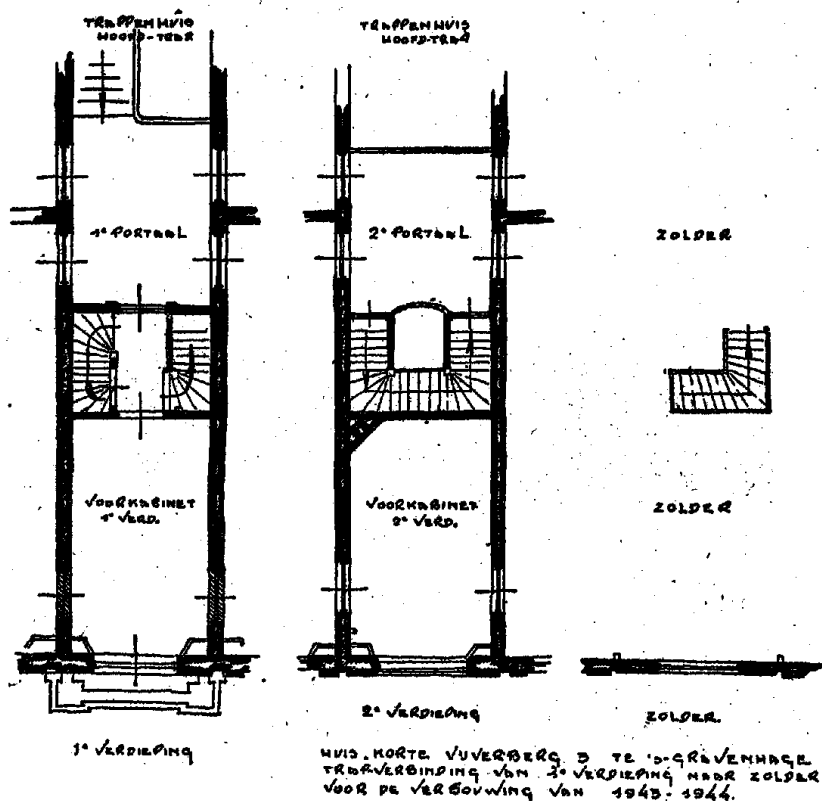 TRAPPENHUIS
HOOFD-TRAP
TRAPPENHUIS
HOOFD-TRAP
1e PORTAAL
2e PORTAAL
ZOLDER
VOORKABINET
1e VERD.
VOORKABINET
2e VERD.
ZOLDER
1e VERDIEPING
2e VERDIEPING
ZOLDER.
HUIS. KORTE VIJVERBERG 3 TE 'S-GRAVENHAGE
TRAPVERBINDING VAN 1e VERDIEPING NAAR ZOLDER
VOOR DE VERBOUWING VAN 1943-1944.